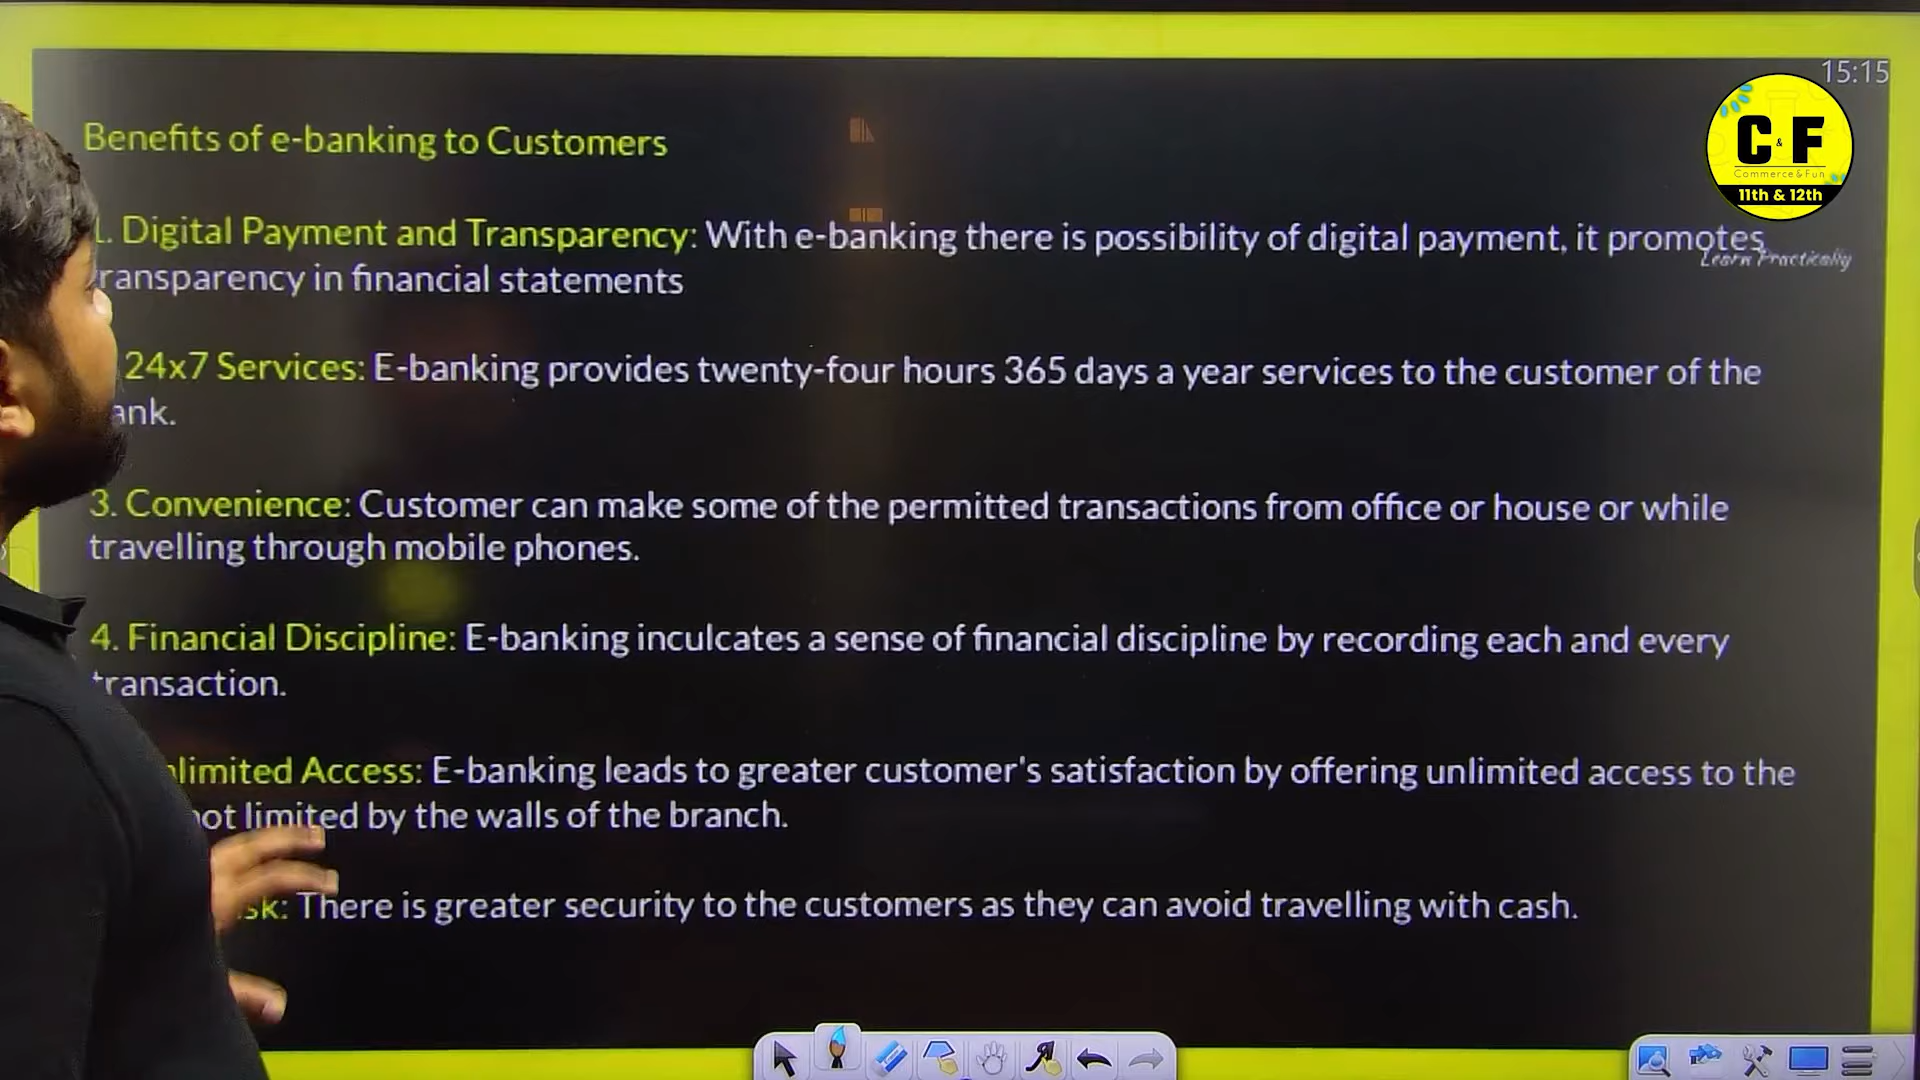 15:15
C & F
Commerce & Fun
11th & 12th
Learn Practically
Benefits of e-banking to Customers
1. Digital Payment and Transparency: With e-banking there is possibility of digital payment, it promotes
transparency in financial statements
24x7 Services: E-banking provides twenty-four hours 365 days a year services to the customer of the
ank.
3. Convenience: Customer can make some of the permitted transactions from office or house or while
travelling through mobile phones.
4. Financial Discipline: E-banking inculcates a sense of financial discipline by recording each and every
transaction.
nlimited Access: E-banking leads to greater customer's satisfaction by offering unlimited access to the
not limited by the walls of the branch.
sk: There is greater security to the customers as they can avoid travelling with cash.